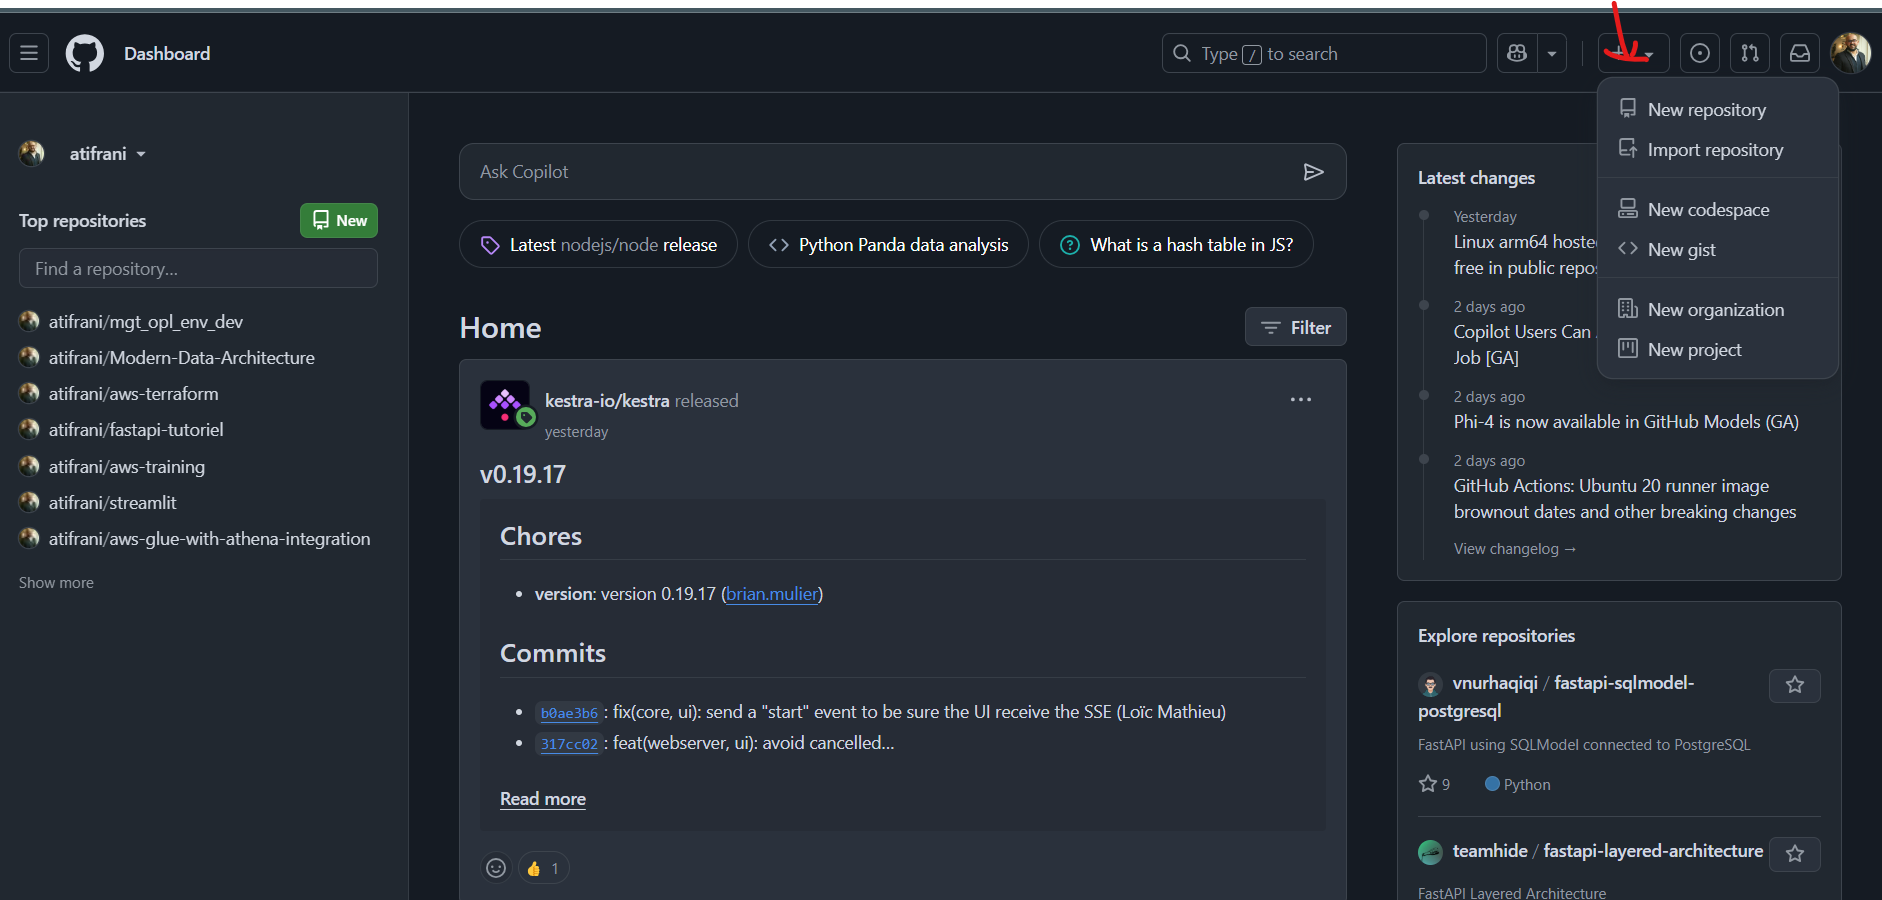 Dashboard
Type / to search
New repository
Import repository
New codespace
New gist
New organization
New project
atifrani
Top repositories
New
Find a repository...
atifrani/mgt_opl_env_dev
atifrani/Modern-Data-Architecture
atifrani/aws-terraform
atifrani/fastapi-tutoriel
atifrani/aws-training
atifrani/streamlit
atifrani/aws-glue-with-athena-integration
Show more
Ask Copilot
Latest nodejs/node release
Python Panda data analysis
What is a hash table in JS?
Home
Filter
kestra-io/kestra released
yesterday
v0.19.17
Chores
version: version 0.19.17 (brian.mulier)
Commits
b0ae3b6: fix(core, ui): send a "start" event to be sure the UI receive the SSE (Loïc Mathieu)
317cc02: feat(webserver, ui): avoid cancelled...
Read more
👍 1
Latest changes
Yesterday
Linux arm64 hosted
free in public repos
2 days ago
Copilot Users Can
Job [GA]
2 days ago
Phi-4 is now available in GitHub Models (GA)
2 days ago
GitHub Actions: Ubuntu 20 runner image
brownout dates and other breaking changes
View changelog →
Explore repositories
vnurhaqiqi / fastapi-sqlmodel-
postgresql
FastAPI using SQLModel connected to PostgreSQL
9
Python
teamhide / fastapi-layered-architecture
FastAPI Layered Architecture